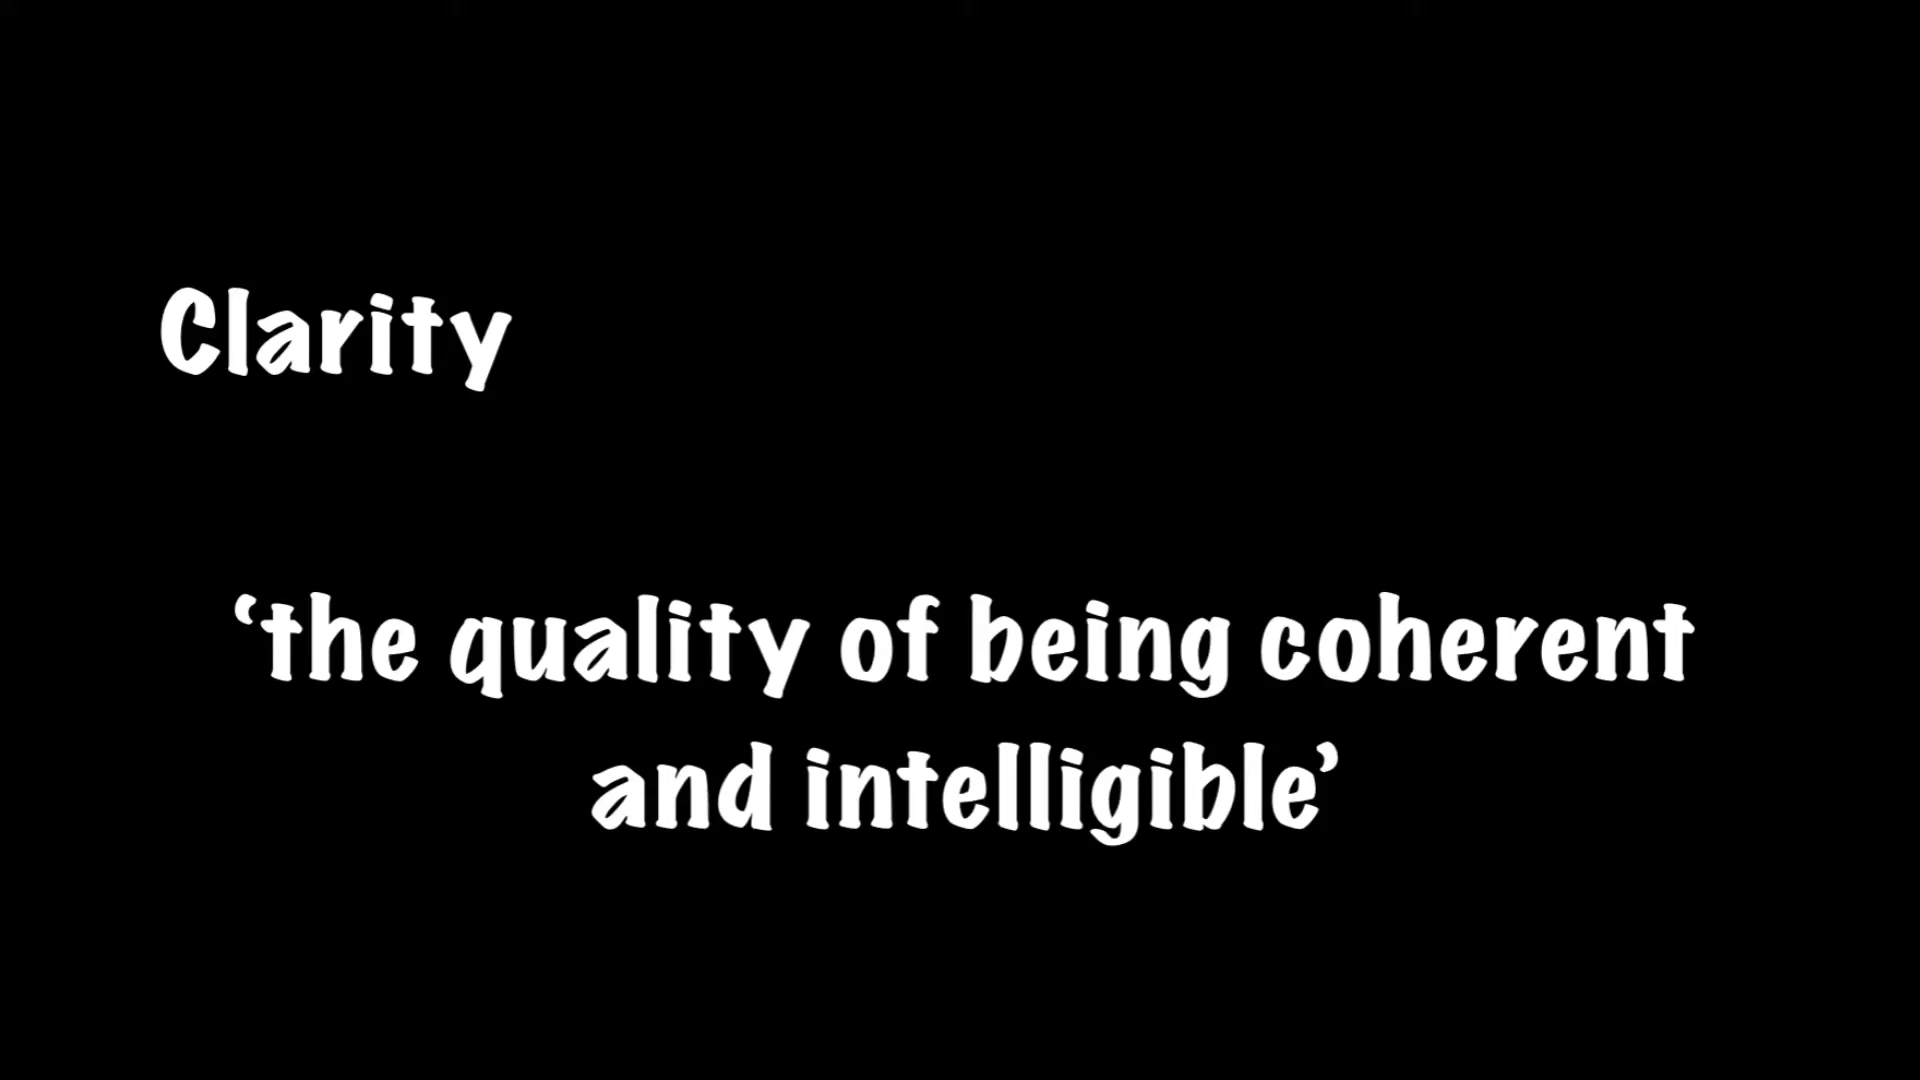 Clarity
‘the quality of being coherent
and intelligible’